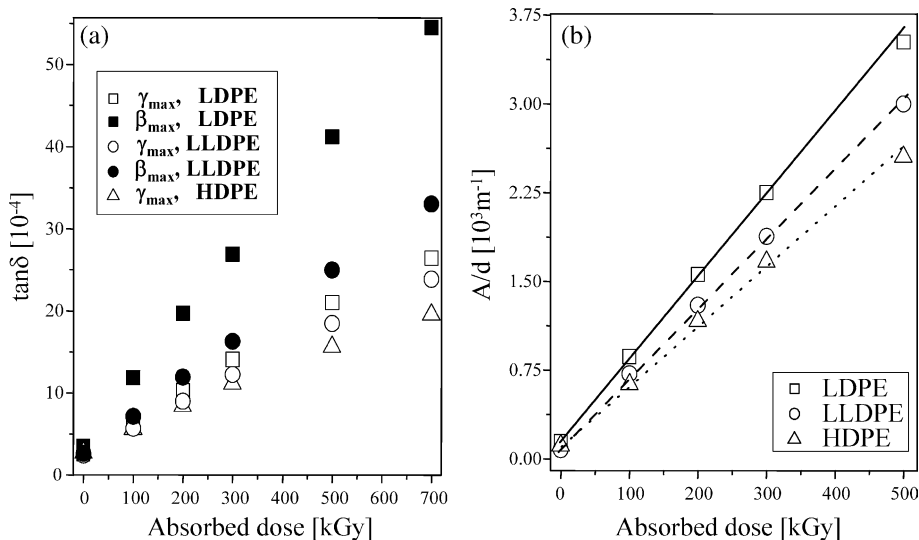 (a)
50
40
30
20
10
0
tanδ [10⁻⁴]
γmax, LDPE
βmax, LDPE
γmax, LLDPE
βmax, LLDPE
γmax, HDPE
0 100 200 300 400 500 600 700
Absorbed dose [kGy]
(b)
3.75
3.00
2.25
1.50
0.75
0.00
A/d [10³m⁻¹]
LDPE
LLDPE
HDPE
0 100 200 300 400 500
Absorbed dose [kGy]